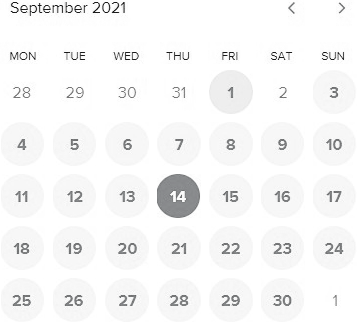 September 2021
MON TUE WED THU FRI SAT SUN
28 29 30 31 1 2 3
4 5 6 7 8 9 10
11 12 13 14 15 16 17
18 19 20 21 22 23 24
25 26 27 28 29 30 1